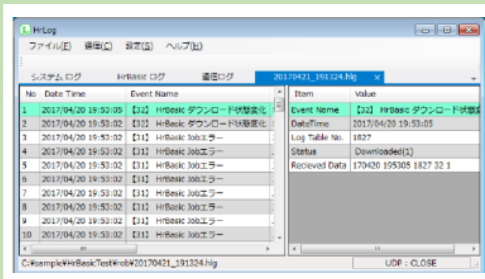 HrLog
ファイル(E) 通信(C) 設定(S) ヘルプ(H)
システムログ HrBasic ログ 通信ログ 20170421_191324.hlg ×
No Date Time Event Name
1 2017/04/20 19:53:05 【32】 HrBasic ダウンロード状態変化
2 2017/04/20 19:53:02 【32】 HrBasic ダウンロード状態変化
3 2017/04/20 19:53:02 【31】 HrBasic Jobエラー
4 2017/04/20 19:53:02 【31】 HrBasic Jobエラー
5 2017/04/20 19:53:02 【31】 HrBasic Jobエラー
6 2017/04/20 19:53:02 【31】 HrBasic Jobエラー
7 2017/04/20 19:53:02 【31】 HrBasic Jobエラー
8 2017/04/20 19:53:02 【31】 HrBasic Jobエラー
9 2017/04/20 19:53:02 【31】 HrBasic Jobエラー
10 2017/04/20 19:53:02 【31】 HrBasic Jobエラー
Item Value
Event Name 【32】 HrBasic ダウンロード状態変
DateTime 2017/04/20 19:53:05
Log Table No. 1827
Status Downloaded(1)
Recieved Data 170420 195305 1827 32 1
C:¥sample¥HrBasicTest¥rob¥20170421_191324.hlg UDP : CLOSE